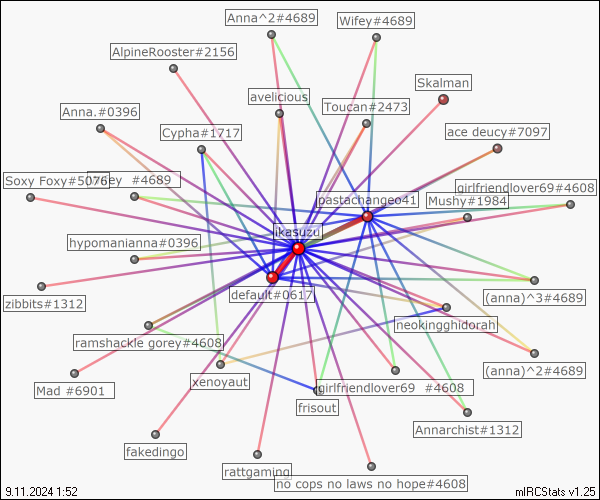 Anna^2#4689
Wifey#4689
AlpineRooster#2156
Skalman
avelicious
Toucan#2473
Anna.#0396
Cypha#1717
ace deucy#7097
Soxy Foxy#5076
#4689
girlfriendlover69#4608
pastachangeo41
Mushy#1984
ikasuzu
hypomanianna#0396
default#0617
zibbits#1312
(anna)^3#4689
neokingghidorah
ramshackle gorey#4608
(anna)^2#4689
xenoyaut
Mad #6901
girlfriendlover69 #4608
frisout
Annarchist#1312
fakedingo
rattgaming
no cops no laws no hope#4608
9.11.2024 1:52
mIRCStats v1.25